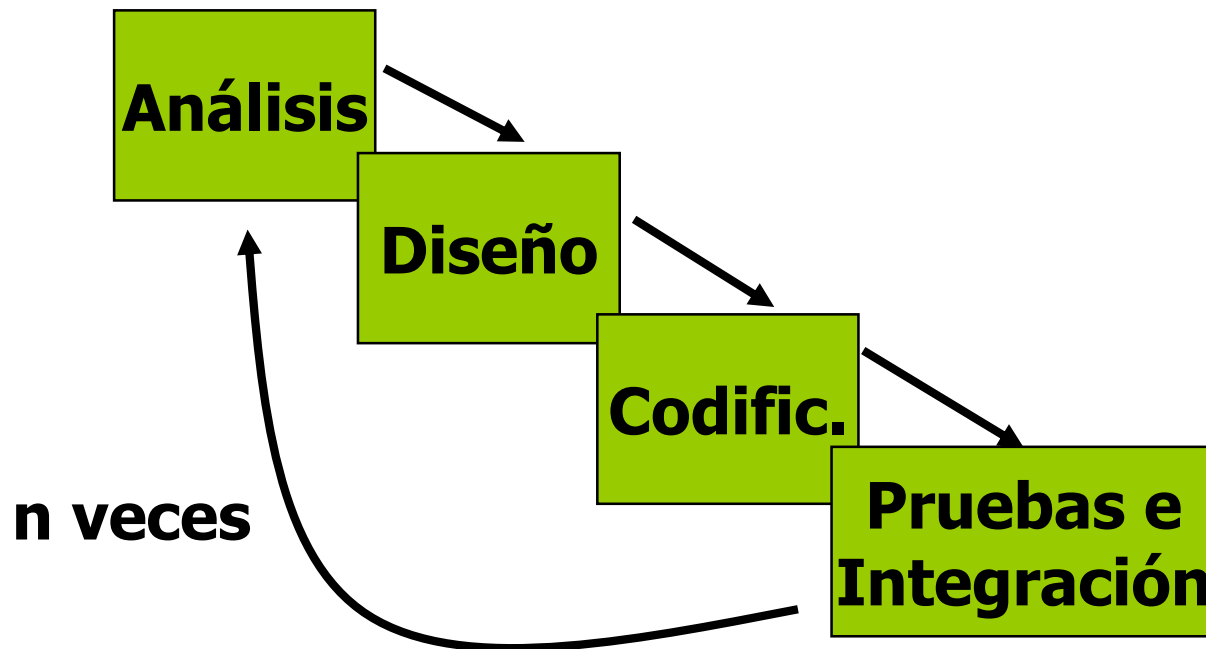 Análisis
Diseño
Codific.
n veces
Pruebas e
Integración